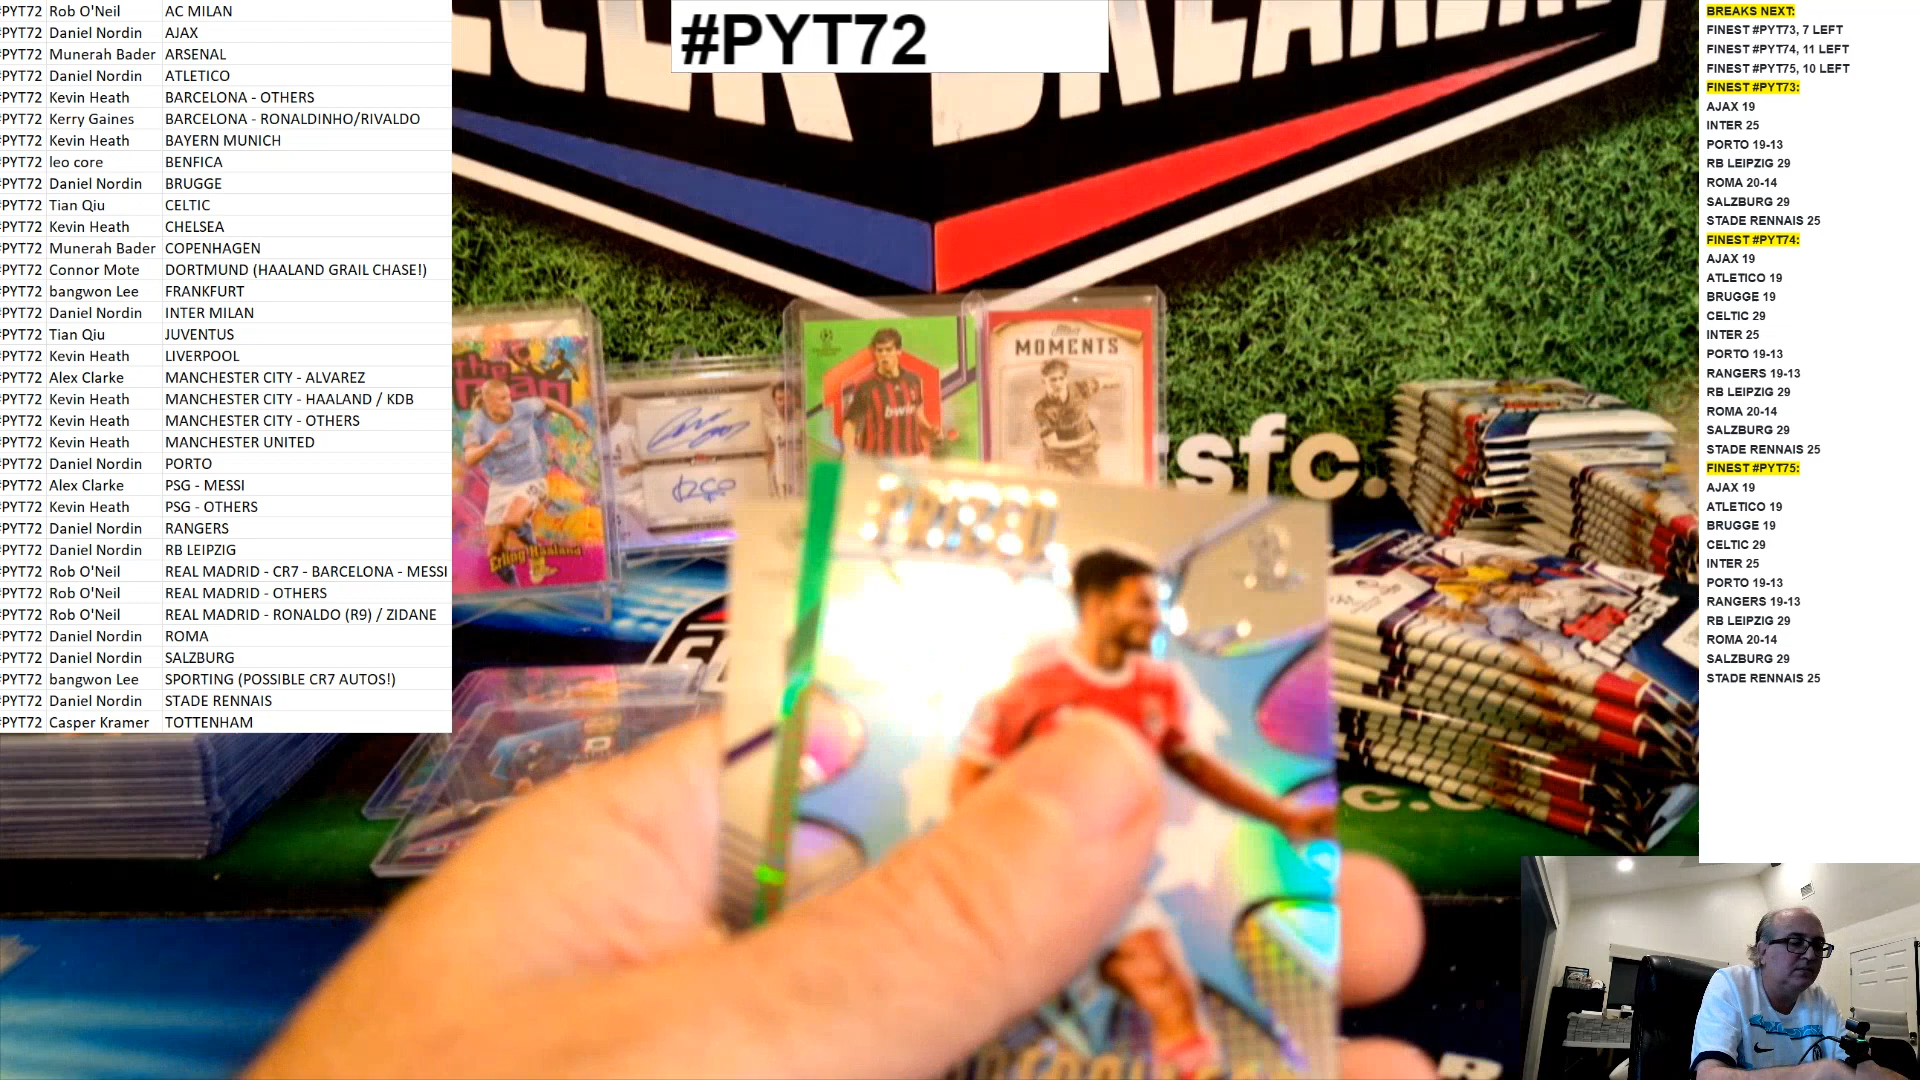 #PYT72 Rob O'Neil AC MILAN
#PYT72 Daniel Nordin AJAX
#PYT72 Munerah Bader ARSENAL
#PYT72 Daniel Nordin ATLETICO
#PYT72 Kevin Heath BARCELONA - OTHERS
#PYT72 Kerry Gaines BARCELONA - RONALDINHO/RIVALDO
#PYT72 Kevin Heath BAYERN MUNICH
#PYT72 leo core BENFICA
#PYT72 Daniel Nordin BRUGGE
#PYT72 Tian Qiu CELTIC
#PYT72 Kevin Heath CHELSEA
#PYT72 Munerah Bader COPENHAGEN
#PYT72 Connor Mote DORTMUND (HAALAND GRAIL CHASE!)
#PYT72 bangwon Lee FRANKFURT
#PYT72 Daniel Nordin INTER MILAN
#PYT72 Tian Qiu JUVENTUS
#PYT72 Kevin Heath LIVERPOOL
#PYT72 Alex Clarke MANCHESTER CITY - ALVAREZ
#PYT72 Kevin Heath MANCHESTER CITY - HAALAND / KDB
#PYT72 Kevin Heath MANCHESTER CITY - OTHERS
#PYT72 Kevin Heath MANCHESTER UNITED
#PYT72 Daniel Nordin PORTO
#PYT72 Alex Clarke PSG - MESSI
#PYT72 Kevin Heath PSG - OTHERS
#PYT72 Daniel Nordin RANGERS
#PYT72 Daniel Nordin RB LEIPZIG
#PYT72 Rob O'Neil REAL MADRID - CR7 - BARCELONA - MESSI
#PYT72 Rob O'Neil REAL MADRID - OTHERS
#PYT72 Rob O'Neil REAL MADRID - RONALDO (R9) / ZIDANE
#PYT72 Daniel Nordin ROMA
#PYT72 Daniel Nordin SALZBURG
#PYT72 bangwon Lee SPORTING (POSSIBLE CR7 AUTOS!)
#PYT72 Daniel Nordin STADE RENNAIS
#PYT72 Casper Kramer TOTTENHAM
#PYT72
MOMENTS
bwin
Erling Haaland
sfc.
BREAKS NEXT:
FINEST #PYT73, 7 LEFT
FINEST #PYT74, 11 LEFT
FINEST #PYT75, 10 LEFT
FINEST #PYT73:
AJAX 19
INTER 25
PORTO 19-13
RB LEIPZIG 29
ROMA 20-14
SALZBURG 29
STADE RENNAIS 25
FINEST #PYT74:
AJAX 19
ATLETICO 19
BRUGGE 19
CELTIC 29
INTER 25
PORTO 19-13
RANGERS 19-13
RB LEIPZIG 29
ROMA 20-14
SALZBURG 29
STADE RENNAIS 25
FINEST #PYT75:
AJAX 19
ATLETICO 19
BRUGGE 19
CELTIC 29
INTER 25
PORTO 19-13
RANGERS 19-13
RB LEIPZIG 29
ROMA 20-14
SALZBURG 29
STADE RENNAIS 25